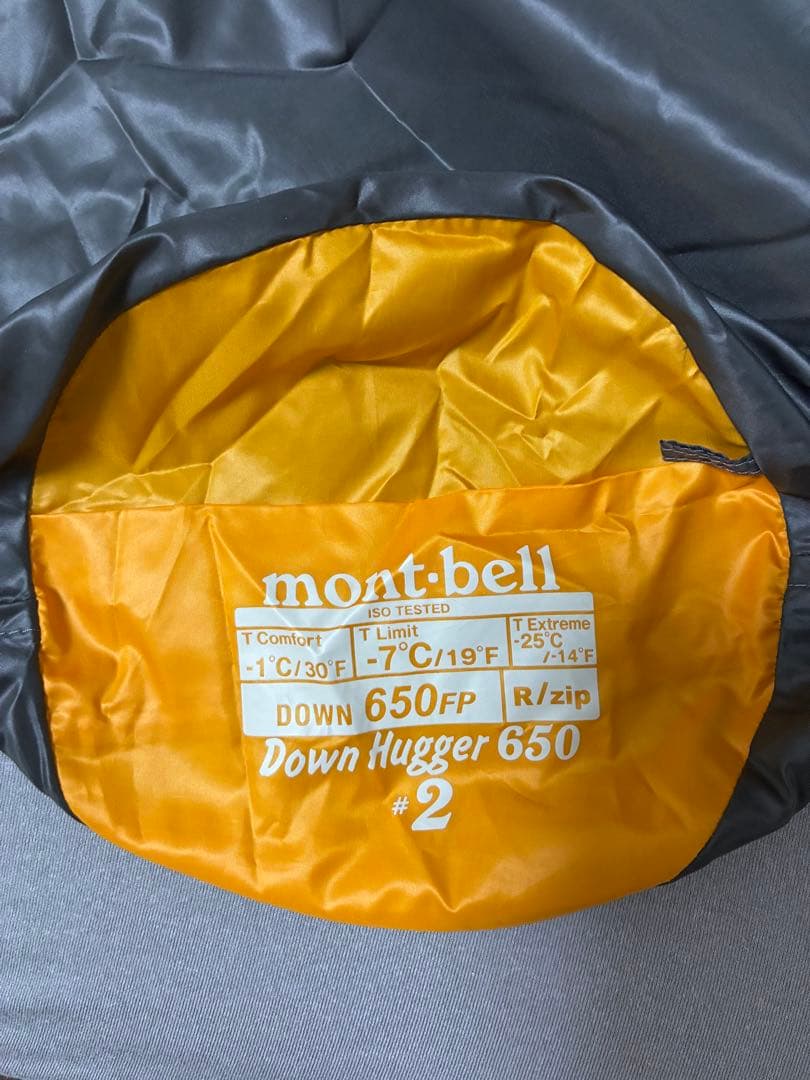 mont·bell
ISO TESTED
T Comfort
-1°C/30°F
T Limit
-7°C/19°F
T Extreme
-25°C
/-14°F
DOWN 650FP
R/zip
Down Hugger 650
#2